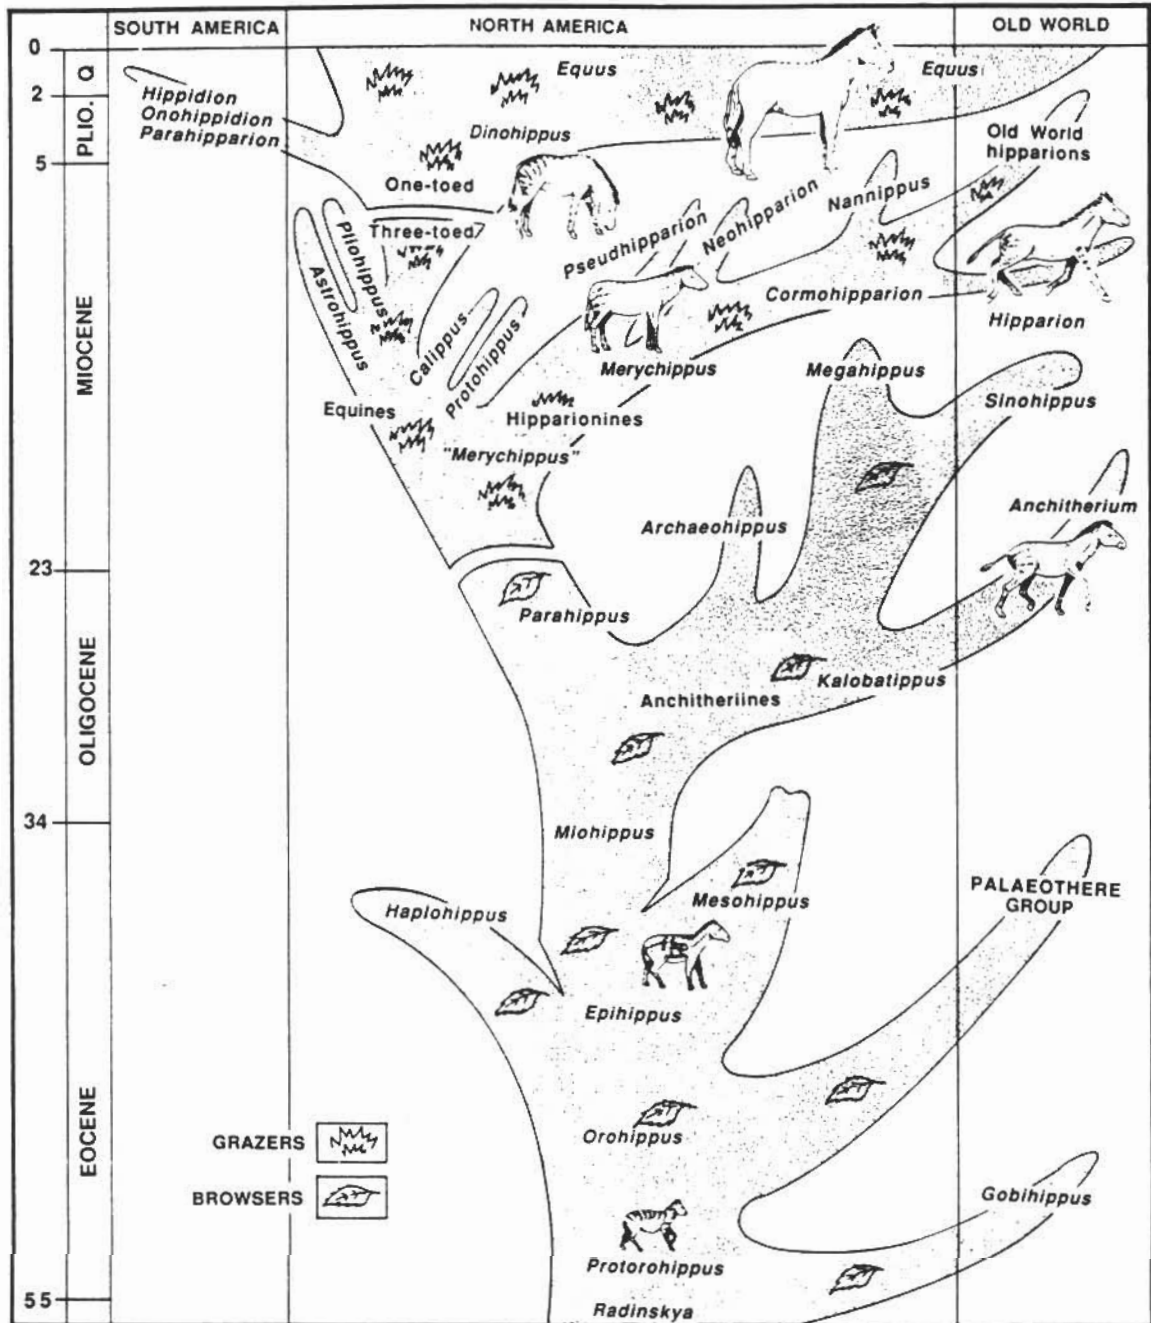 SOUTH AMERICA
NORTH AMERICA
OLD WORLD
0
2
5
23
34
55
Q
PLIO.
MIOCENE
OLIGOCENE
EOCENE
Hippidion
Onohippidion
Parahipparion
Equus
Equus
Dinohippus
One-toed
Three-toed
Old World
hipparions
Astrohippus
Pliohippus
Calippus
Protohippus
Pseudhipparion
Neohipparion
Nannippus
Cormohipparion
Hipparion
Merychippus
Equines
Hipparionines
"Merychippus"
Megahippus
Sinohippus
Archaeohippus
Anchitherium
Parahippus
Kalobatippus
Anchitheriines
Miohippus
Mesohippus
Haplohippus
PALAEOTHERE
GROUP
Epihippus
Orohippus
GRAZERS
BROWSERS
Gobihippus
Protorohippus
Radinskya